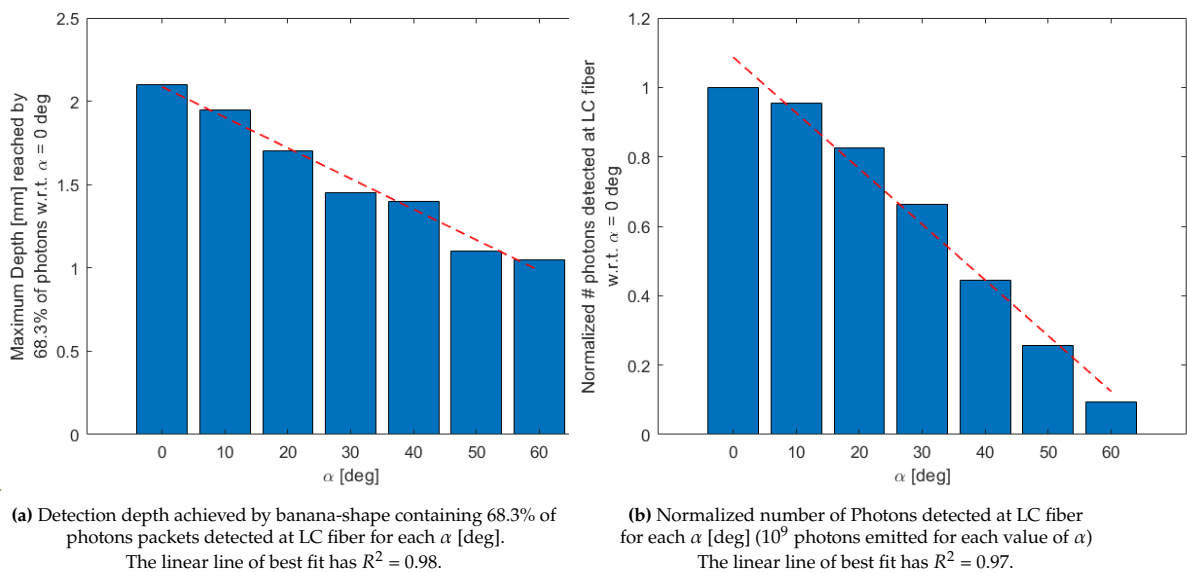 2.5
2
1.5
1
0.5
0
Maximum Depth [mm] reached by
68.3% of photons w.r.t. α = 0 deg
0 10 20 30 40 50 60
α [deg]
(a) Detection depth achieved by banana-shape containing 68.3% of
photons packets detected at LC fiber for each α [deg].
The linear line of best fit has R² = 0.98.
1.2
1
0.8
0.6
0.4
0.2
0
Normalized # photons detected at LC fiber
w.r.t. α = 0 deg
0 10 20 30 40 50 60
α [deg]
(b) Normalized number of Photons detected at LC fiber
for each α [deg] (10⁹ photons emitted for each value of α)
The linear line of best fit has R² = 0.97.